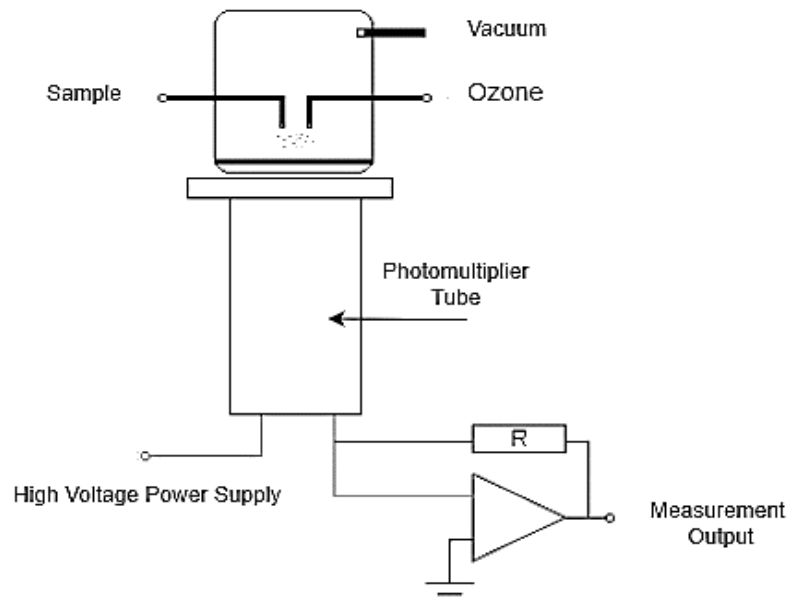 Vacuum
Sample
Ozone
Photomultiplier
Tube
R
High Voltage Power Supply
Measurement
Output